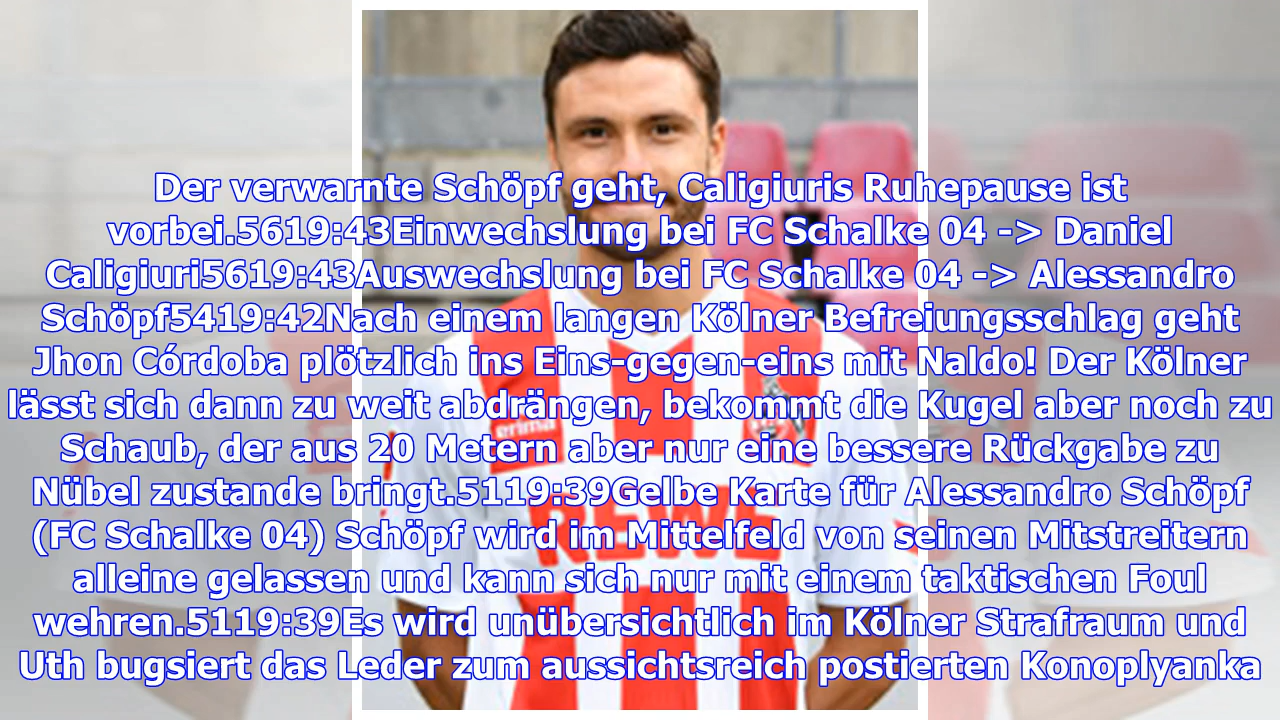 Der verwarnte Schöpf geht, Caligiuris Ruhepause ist
vorbei.5619:43Einwechslung bei FC Schalke 04 -> Daniel
Caligiuri5619:43Auswechslung bei FC Schalke 04 -> Alessandro
Schöpf5419:42Nach einem langen Kölner Befreiungsschlag geht
Jhon Córdoba plötzlich ins Eins-gegen-eins mit Naldo! Der Kölner
lässt sich dann zu weit abdrängen, bekommt die Kugel aber noch zu
Schaub, der aus 20 Metern aber nur eine bessere Rückgabe zu
Nübel zustande bringt.5119:39Gelbe Karte für Alessandro Schöpf
(FC Schalke 04) Schöpf wird im Mittelfeld von seinen Mitstreitern
alleine gelassen und kann sich nur mit einem taktischen Foul
wehren.5119:39Es wird unübersichtlich im Kölner Strafraum und
Uth bugsiert das Leder zum aussichtsreich postierten Konoplyanka
erima
REWE